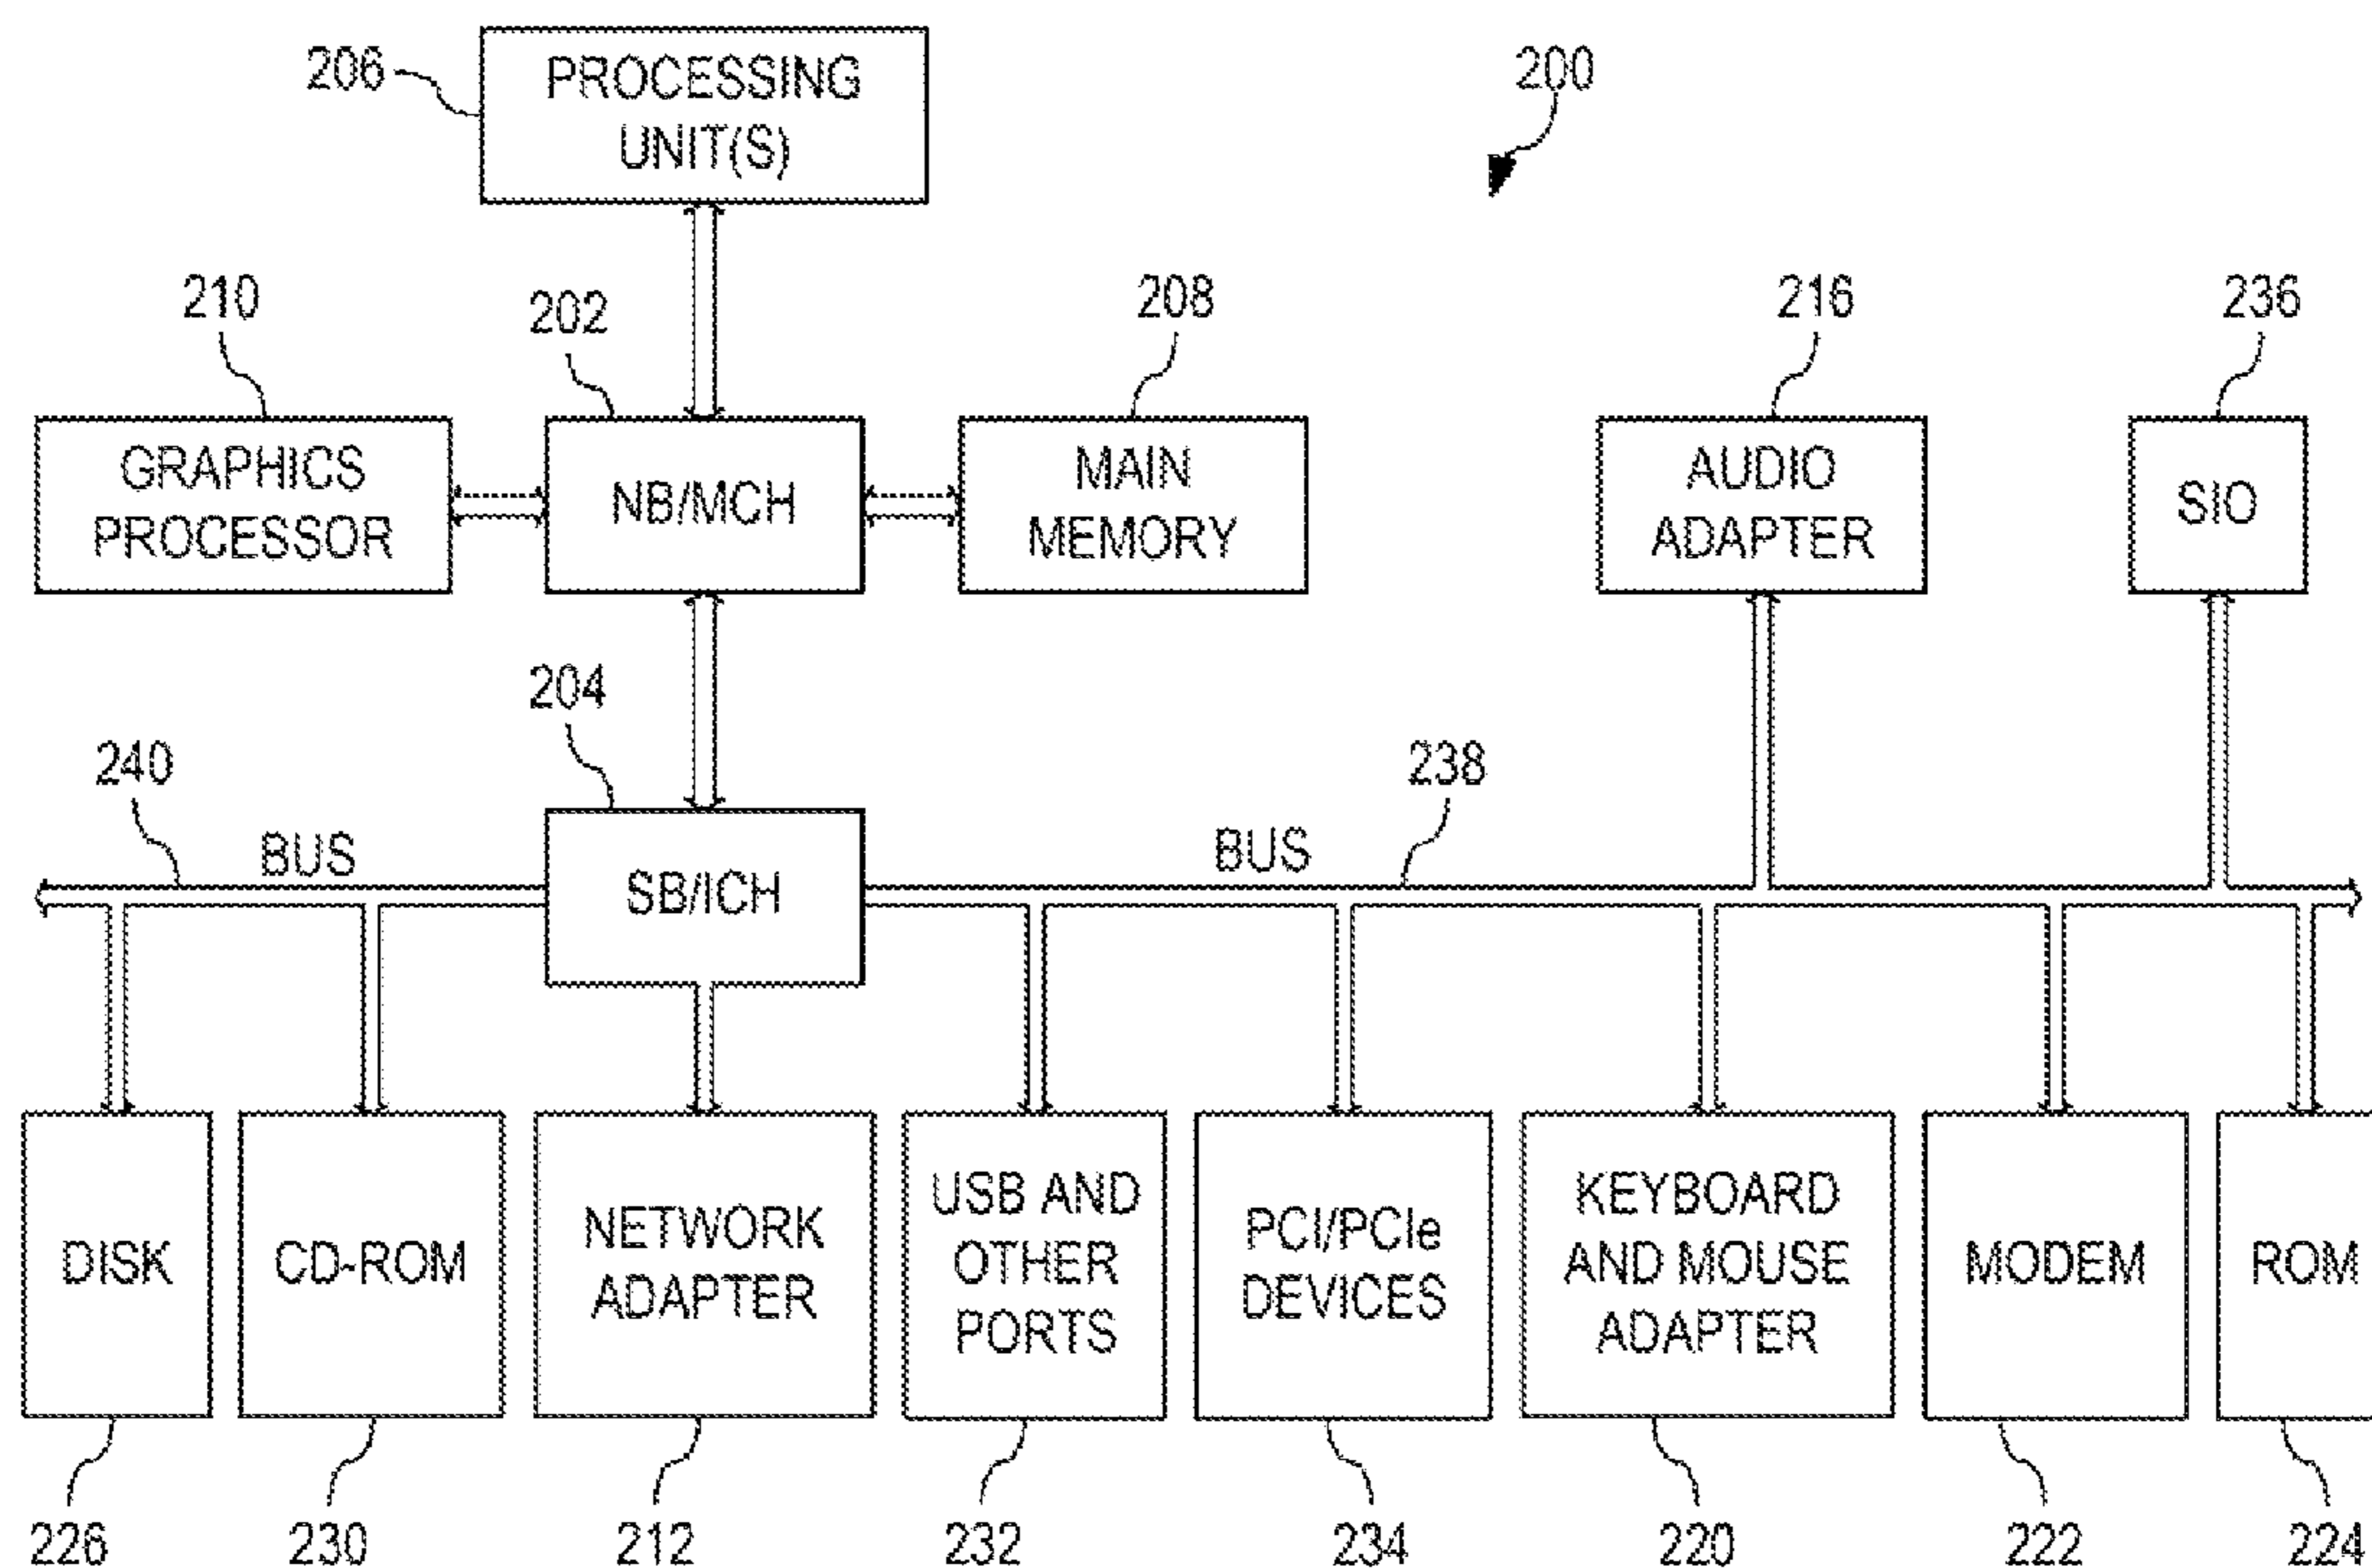 206
PROCESSING
UNIT(S)
200
210
202
208
216
236
GRAPHICS
PROCESSOR
NB/MCH
MAIN
MEMORY
AUDIO
ADAPTER
SIO
204
240
238
BUS
BUS
SB/ICH
DISK
CD-ROM
NETWORK
ADAPTER
USB AND
OTHER
PORTS
PCI/PCIe
DEVICES
KEYBOARD
AND MOUSE
ADAPTER
MODEM
ROM
226
230
212
232
234
220
222
224